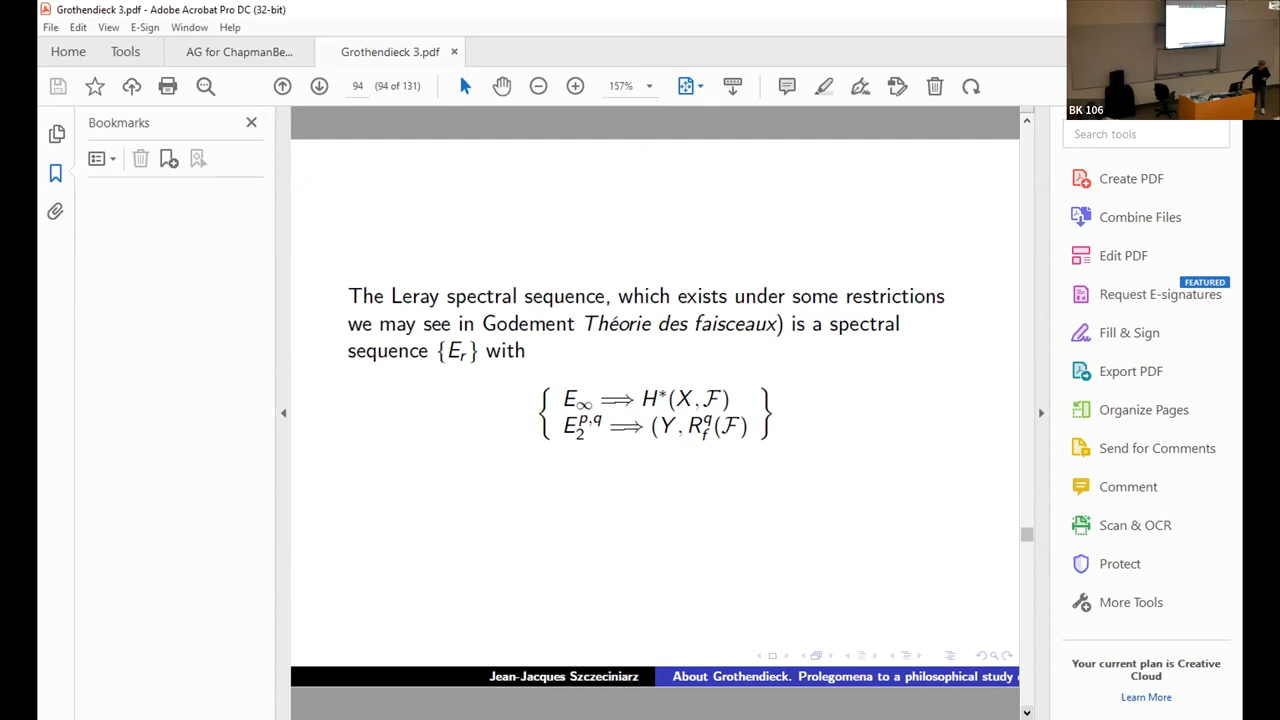 Grothendieck 3.pdf - Adobe Acrobat Pro DC (32-bit)
File Edit View E-Sign Window Help
Home Tools AG for ChapmanBe... Grothendieck 3.pdf ×
94 (94 of 131) 157%
BK 106
Bookmarks
Search tools
Create PDF
Combine Files
Edit PDF
FEATURED
Request E-signatures
Fill & Sign
Export PDF
Organize Pages
Send for Comments
Comment
Scan & OCR
Protect
More Tools
Your current plan is Creative
Cloud
Learn More
The Leray spectral sequence, which exists under some restrictions
we may see in Godement Théorie des faisceaux) is a spectral
sequence {E_r} with
{ E_∞ ⟹ H*(X, ℱ)
E_2^{p,q} ⟹ (Y, R_f^q(ℱ) }
Jean-Jacques Szczeciniarz About Grothendieck. Prolegomena to a philosophical study